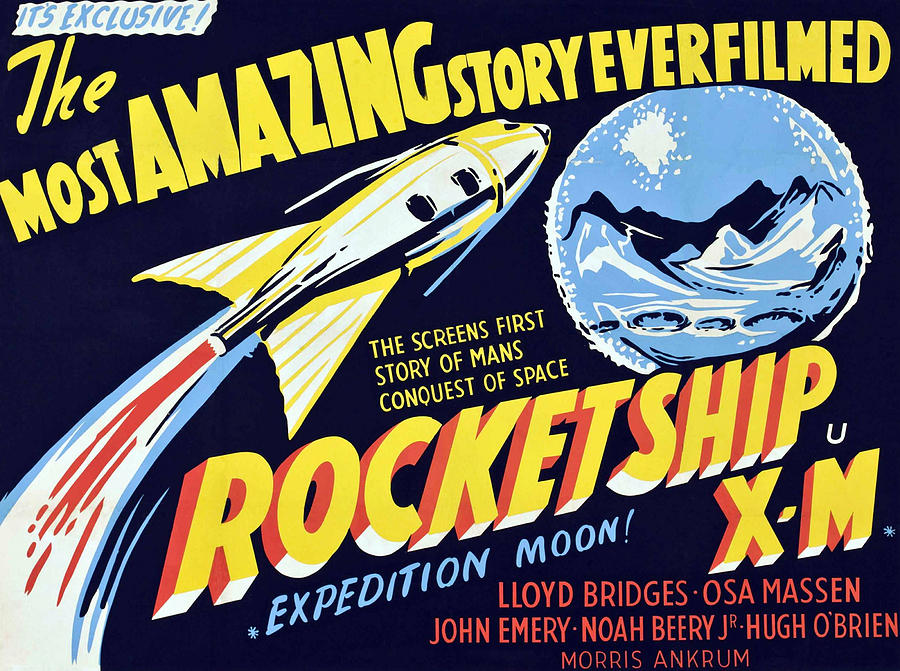 IT'S EXCLUSIVE!
The
MOST AMAZING STORY EVER FILMED
THE SCREENS FIRST
STORY OF MANS
CONQUEST OF SPACE
ROCKETSHIP
U
X-M
*EXPEDITION MOON! *
LLOYD BRIDGES · OSA MASSEN
JOHN EMERY · NOAH BEERY JR · HUGH O'BRIEN
MORRIS ANKRUM